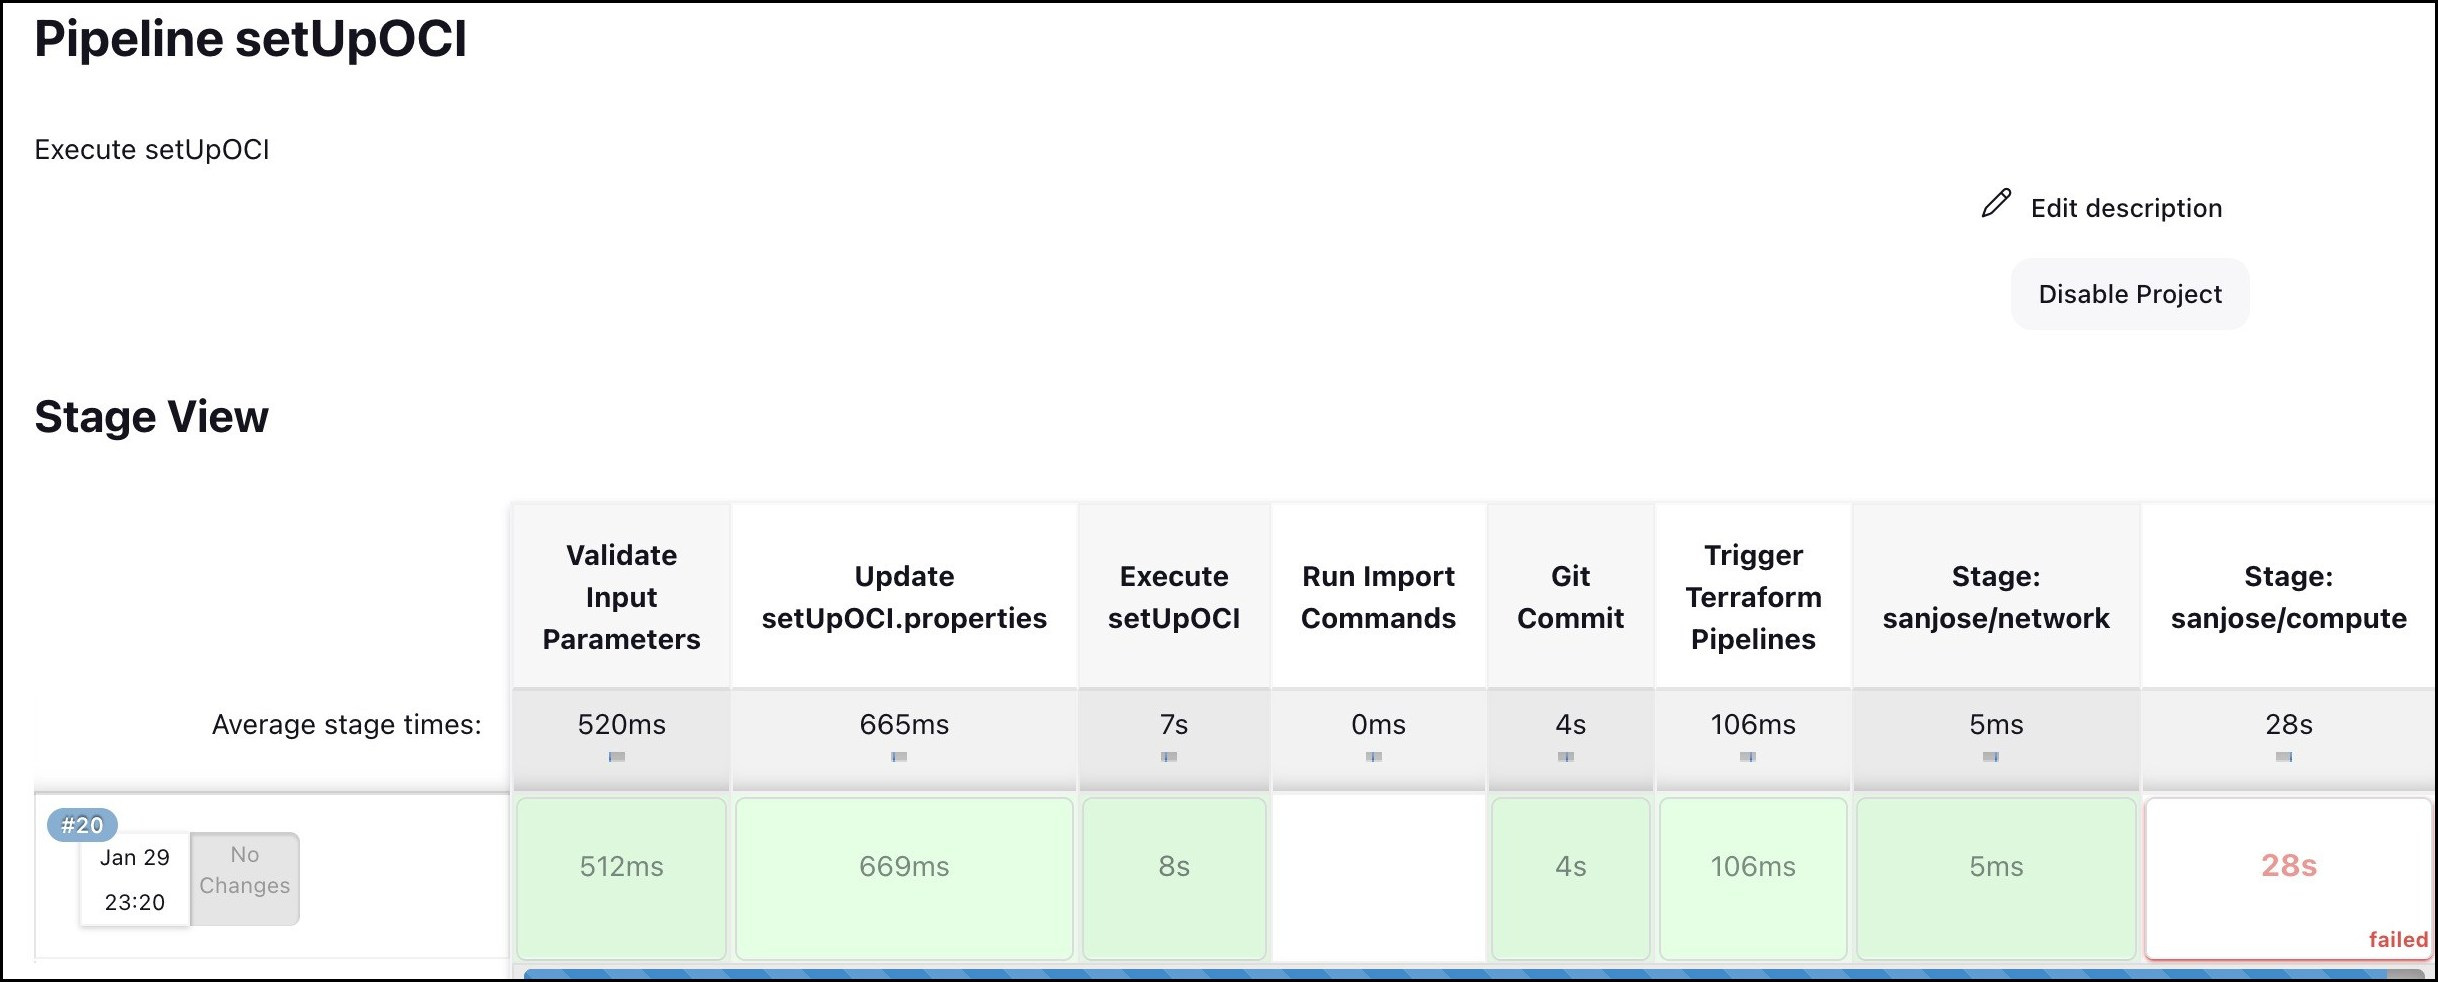 Pipeline setUpOCI
Execute setUpOCI
Edit description
Disable Project
Stage View
Validate
Input
Parameters
Update
setUpOCI.properties
Execute
setUpOCI
Run Import
Commands
Git
Commit
Trigger
Terraform
Pipelines
Stage:
sanjose/network
Stage:
sanjose/compute
Average stage times:
520ms
665ms
7s
0ms
4s
106ms
5ms
28s
#20
Jan 29
23:20
No
Changes
512ms
669ms
8s
4s
106ms
5ms
28s
failed